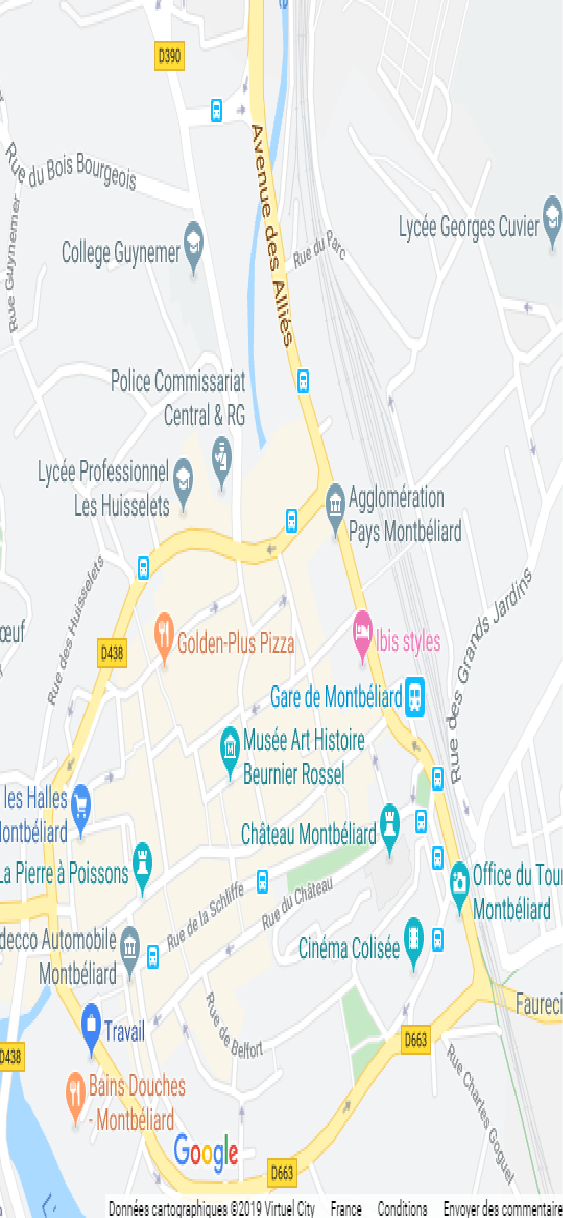 D390
Rue du Bois Bourgeois
Rue Guynemer
College Guynemer
Avenue des Alliés
Rue du Parc
Lycée Georges Cuvier
Police Commissariat
Central & RG
Lycée Professionnel
Les Huisselets
Agglomération
Pays Montbéliard
Rue des Huisselets
œuf
D438
Golden-Plus Pizza
Ibis styles
Rue des Grands Jardins
Gare de Montbéliard
Musée Art Histoire
Beurnier Rossel
les Halles
Montbéliard
Château Montbéliard
La Pierre à Poissons
Office du Tour
Montbéliard
Rue de la Schliffe
Rue du Château
decco Automobile
Montbéliard
Cinéma Colisée
Faureci
Rue de Belfort
Travail
D438
D663
Bains Douches
- Montbéliard
Rue Charles Goguel
Google
D663
Données cartographiques ©2019 Virtuel City France Conditions Envoyer des commentaire